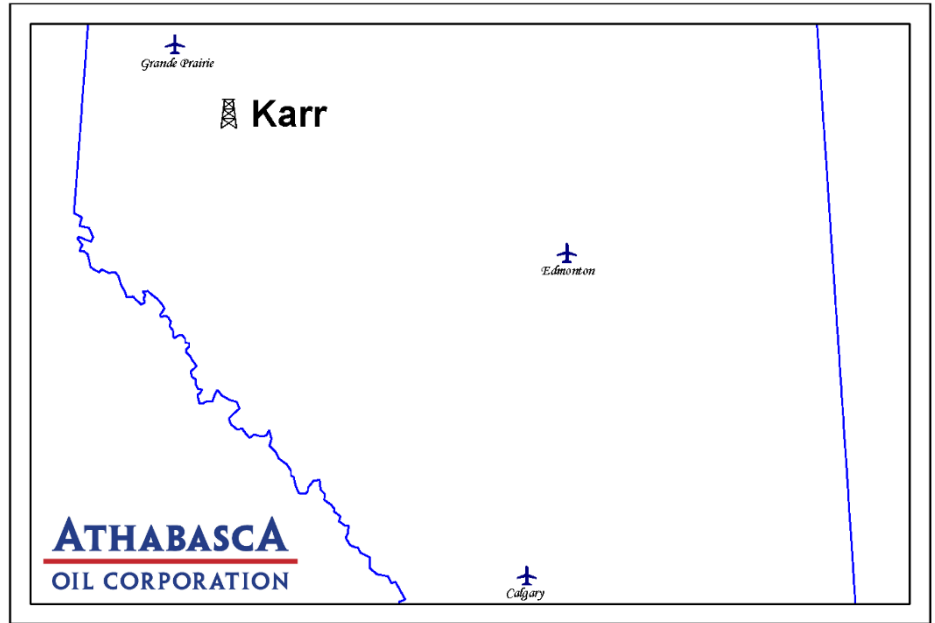 Grande Prairie
Karr
Edmonton
ATHABASCA
OIL CORPORATION
Calgary